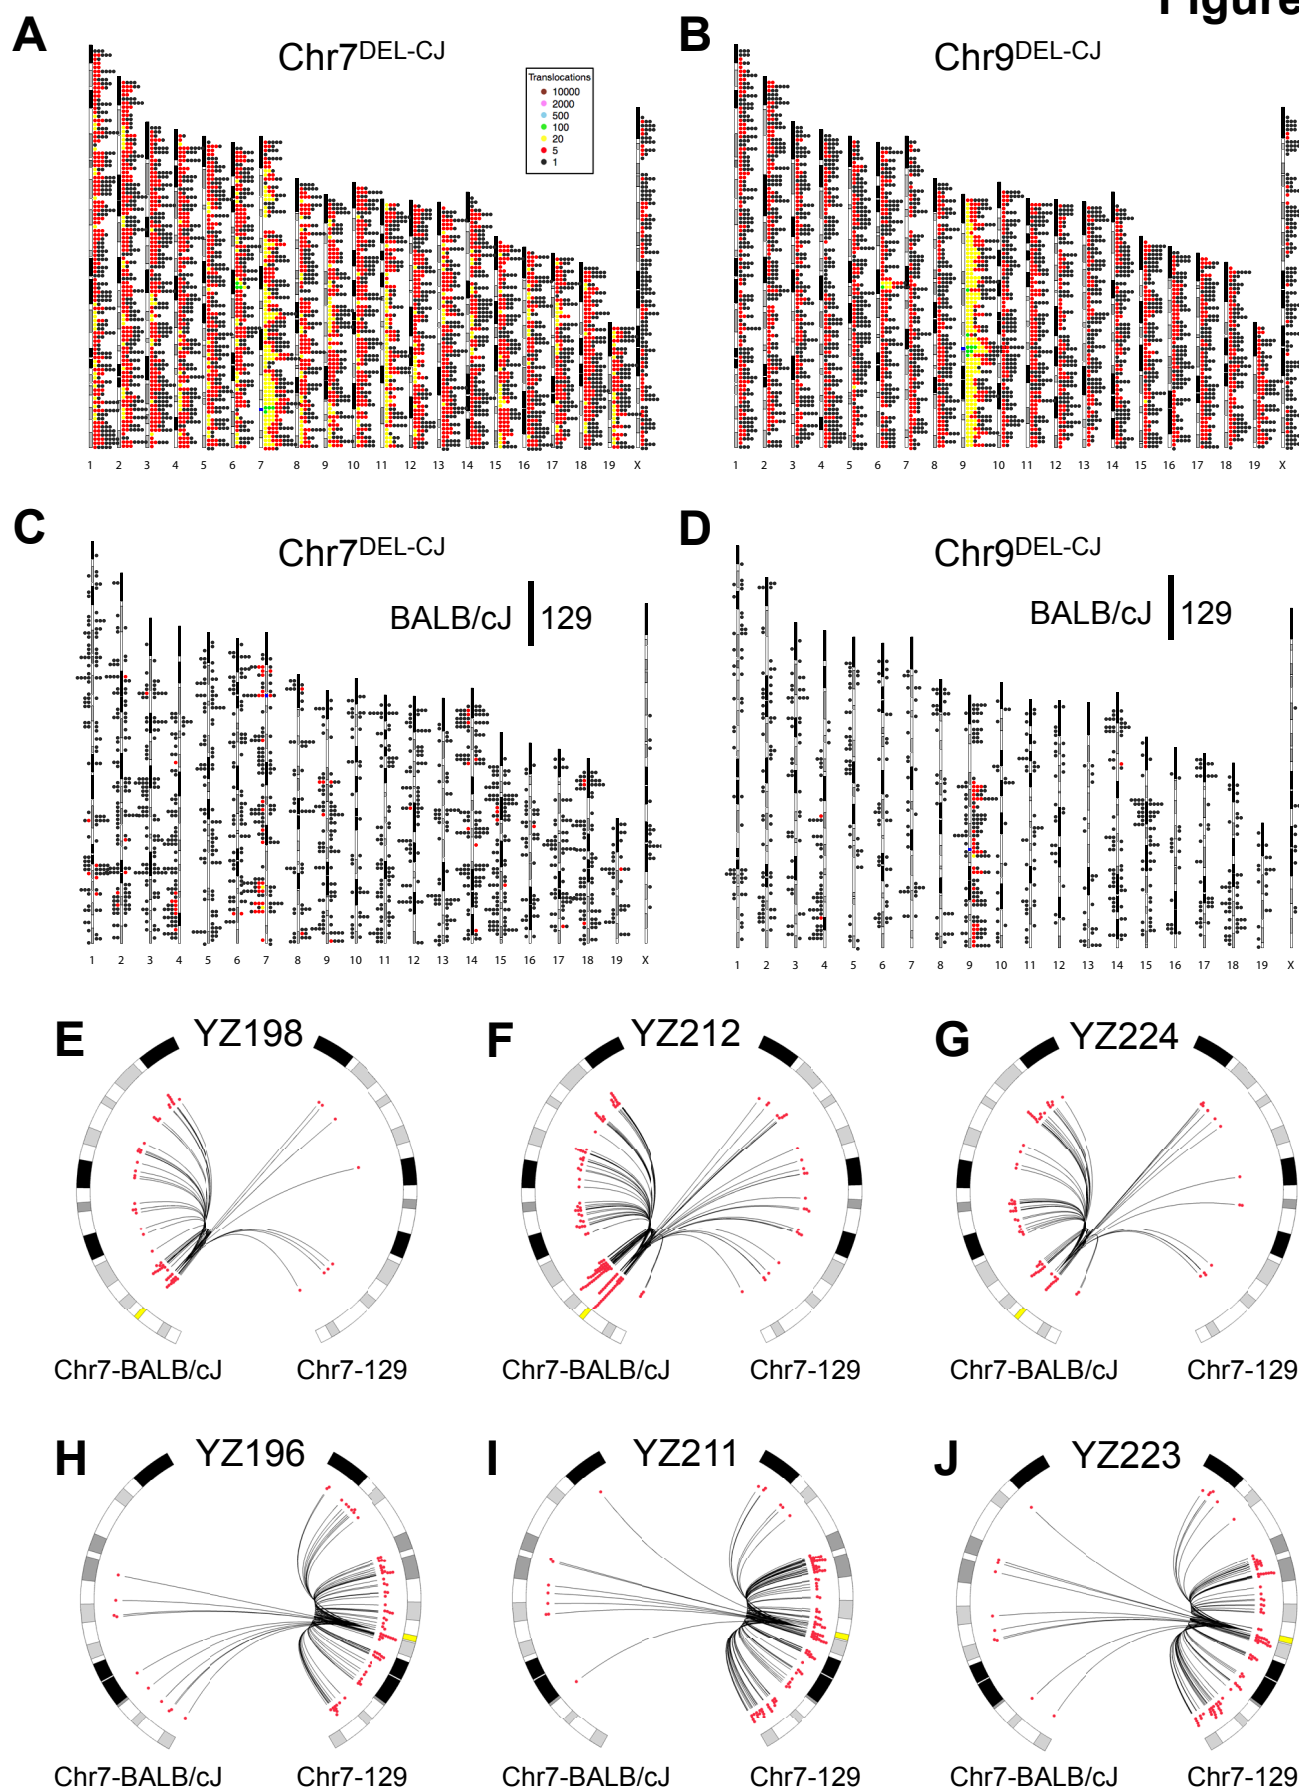 Figure
A
Chr7DEL-CJ
Translocations
10000
2000
500
100
20
5
1
1 2 3 4 5 6 7 8 9 10 11 12 13 14 15 16 17 18 19 X
B
Chr9DEL-CJ
1 2 3 4 5 6 7 8 9 10 11 12 13 14 15 16 17 18 19 X
C
Chr7DEL-CJ
BALB/cJ 129
1 2 3 4 5 6 7 8 9 10 11 12 13 14 15 16 17 18 19 X
D
Chr9DEL-CJ
BALB/cJ 129
1 2 3 4 5 6 7 8 9 10 11 12 13 14 15 16 17 18 19 X
E YZ198
Chr7-BALB/cJ Chr7-129
F YZ212
Chr7-BALB/cJ Chr7-129
G YZ224
Chr7-BALB/cJ Chr7-129
H YZ196
Chr7-BALB/cJ Chr7-129
I YZ211
Chr7-BALB/cJ Chr7-129
J YZ223
Chr7-BALB/cJ Chr7-129